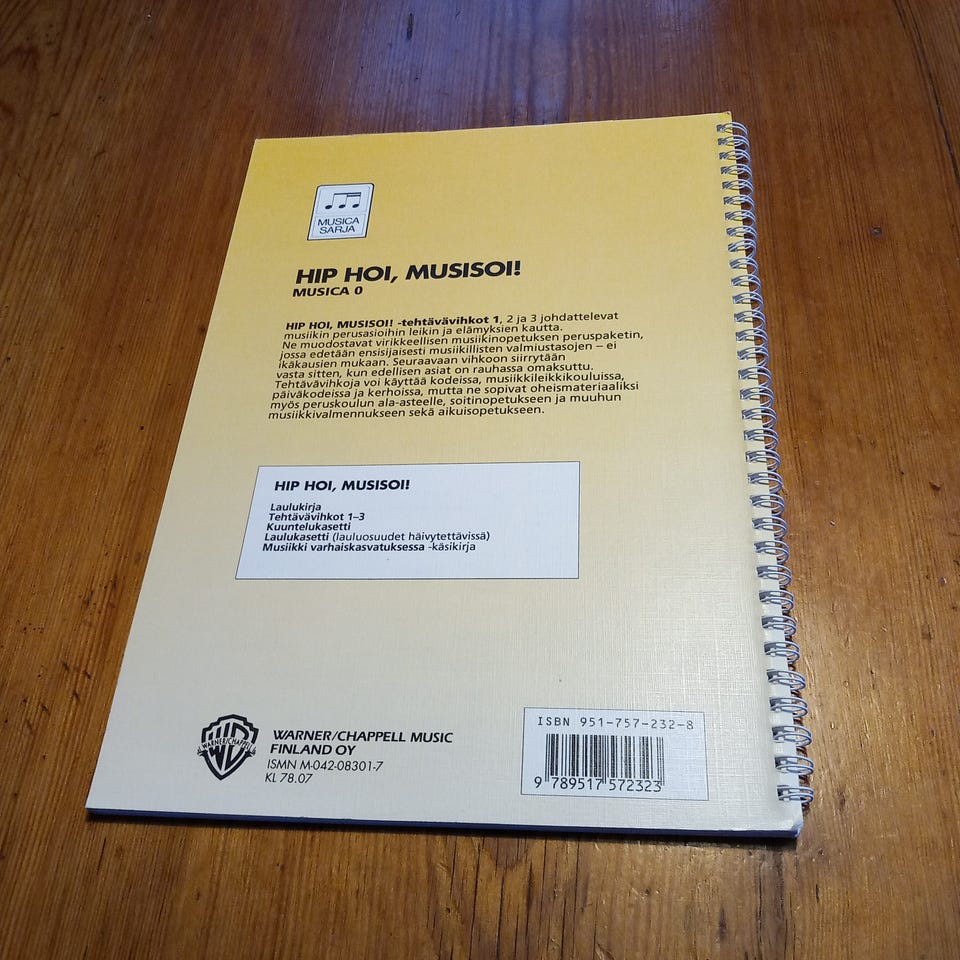 MUSICA
SARJA
HIP HOI, MUSISOI!
MUSICA 0
HIP HOI, MUSISOI! -tehtävävihkot 1, 2 ja 3 johdattelevat
musiikin perusasioihin leikin ja elämyksien kautta.
Ne muodostavat virikkeellisen musiikinopetuksen peruspaketin,
jossa edetään ensisijaisesti musiikillisten valmiustasojen – ei
ikäkausien mukaan. Seuraavaan vihkoon siirrytään
vasta sitten, kun edellisen asiat on rauhassa omaksuttu.
Tehtävävihkoja voi käyttää kodeissa, musiikkileikkikouluissa,
päiväkodeissa ja kerhoissa, mutta ne sopivat oheismateriaaliksi
myös peruskoulun ala-asteelle, soitinopetukseen ja muuhun
musiikkivalmennukseen sekä aikuisopetukseen.
HIP HOI, MUSISOI!
Laulukirja
Tehtävävihkot 1–3
Kuuntelukasetti
Laulukasetti (lauluosuudet häivytettävissä)
Musiikki varhaiskasvatuksessa -käsikirja
WARNER/CHAPPELL
WARNER/CHAPPELL MUSIC
FINLAND OY
ISMN M-042-08301-7
KL 78.07
ISBN 951-757-232-8
9 789517 572323